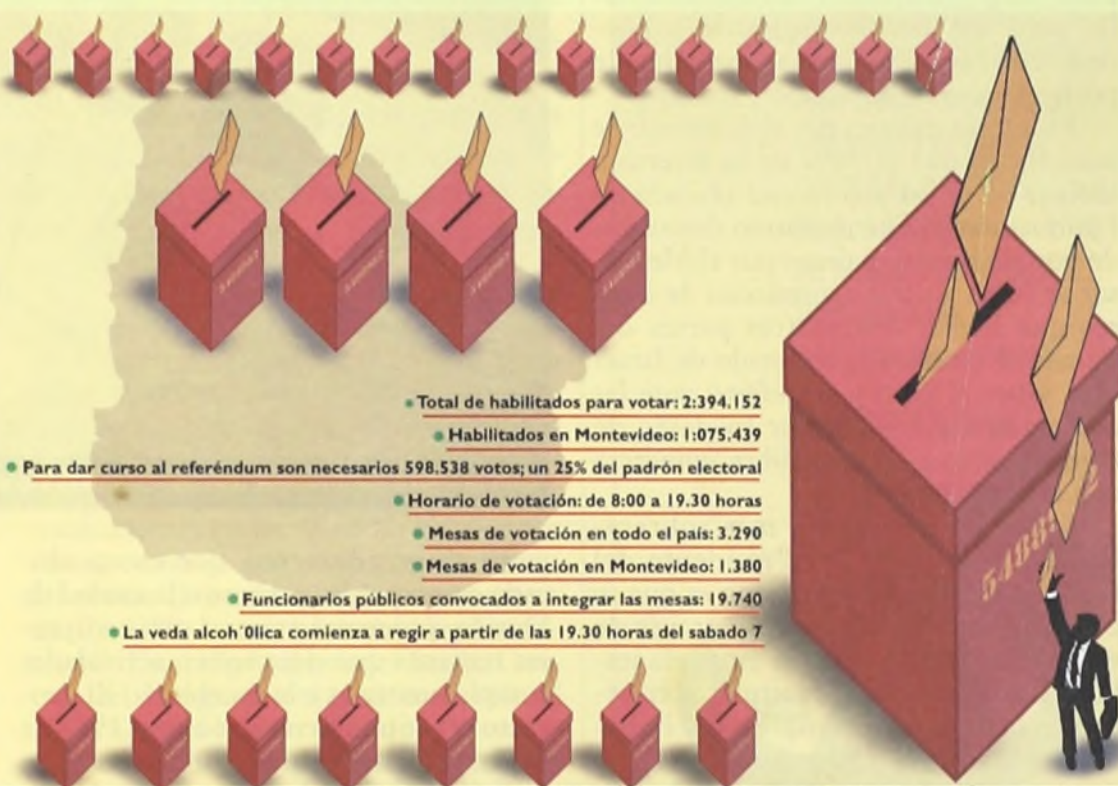 Total de habilitados para votar: 2:394.152
Habilitados en Montevideo: 1:075.439
Para dar curso al referéndum son necesarios 598.538 votos; un 25% del padrón electoral
Horario de votación: de 8:00 a 19.30 horas
Mesas de votación en todo el país: 3.290
Mesas de votación en Montevideo: 1.380
Funcionarios públicos convocados a integrar las mesas: 19.740
La veda alcoh´0lica comienza a regir a partir de las 19.30 horas del sabado 7